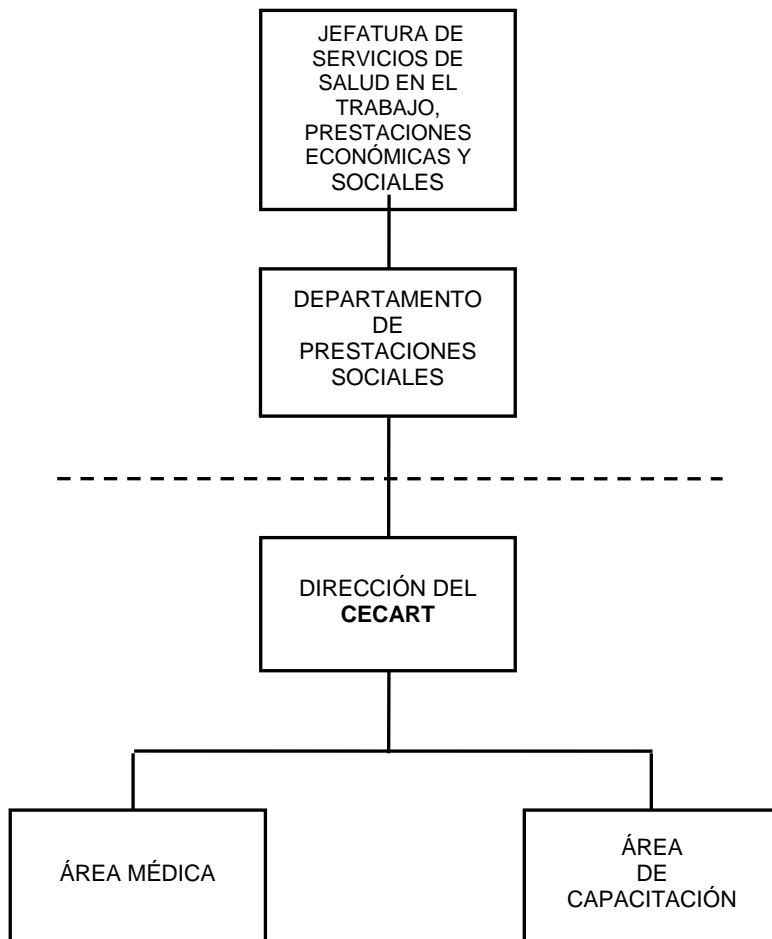 JEFATURA DE
SERVICIOS DE
SALUD EN EL
TRABAJO,
PRESTACIONES
ECONÓMICAS Y
SOCIALES
DEPARTAMENTO
DE
PRESTACIONES
SOCIALES
DIRECCIÓN DEL
CECART
ÁREA MÉDICA
ÁREA
DE
CAPACITACIÓN